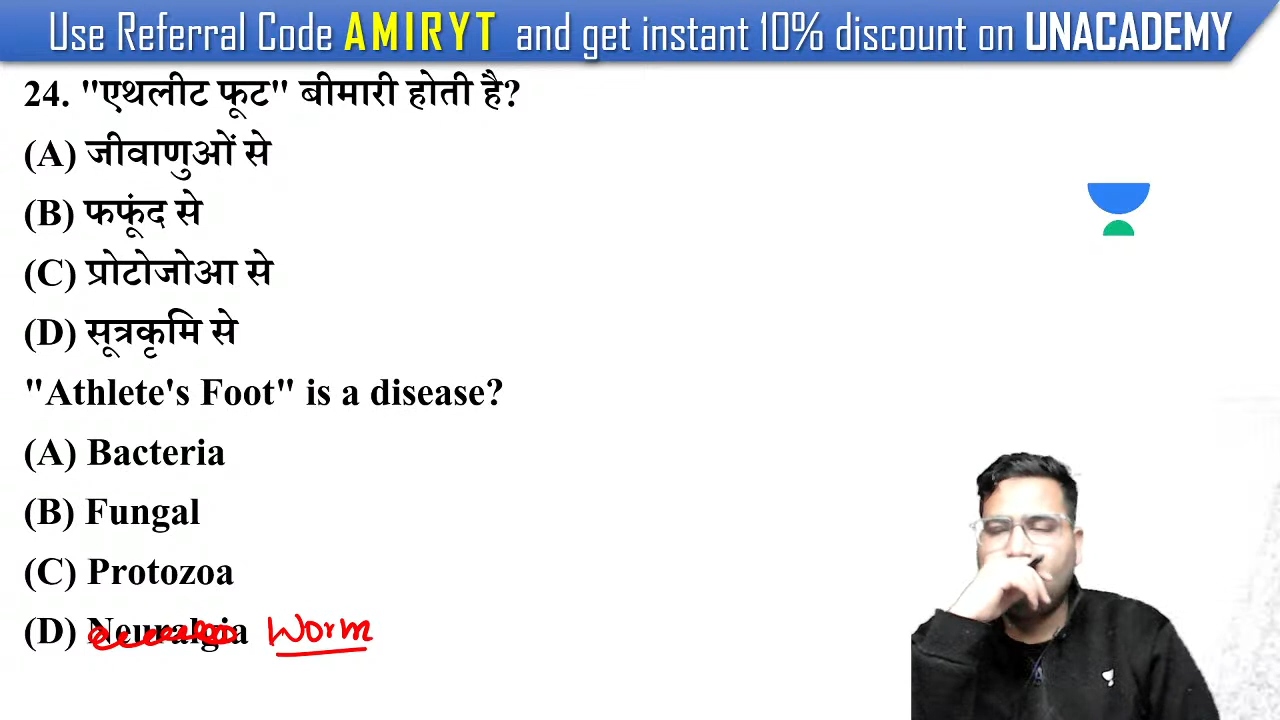 Use Referral Code AMIRYT and get instant 10% discount on UNACADEMY
24. "एथलीट फूट" बीमारी होती है?
(A) जीवाणुओं से
(B) फफूंद से
(C) प्रोटोजोआ से
(D) सूत्रकृमि से
"Athlete's Foot" is a disease?
(A) Bacteria
(B) Fungal
(C) Protozoa
(D) Neuralgia Worm